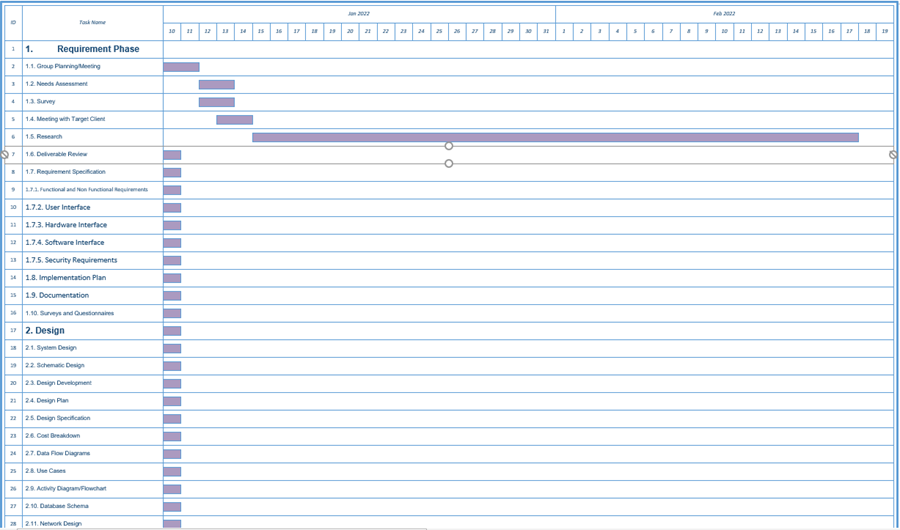 ID Task Name Jan 2022 Feb 2022
10 11 12 13 14 15 16 17 18 19 20 21 22 23 24 25 26 27 28 29 30 31 1 2 3 4 5 6 7 8 9 10 11 12 13 14 15 16 17 18 19
1 1. Requirement Phase
2 1.1. Group Planning/Meeting
3 1.2. Needs Assessment
4 1.3. Survey
5 1.4. Meeting with Target Client
6 1.5. Research
7 1.6. Deliverable Review
8 1.7. Requirement Specification
9 1.7.1. Functional and Non Functional Requirements
10 1.7.2. User Interface
11 1.7.3. Hardware Interface
12 1.7.4. Software Interface
13 1.7.5. Security Requirements
14 1.8. Implementation Plan
15 1.9. Documentation
16 1.10. Surveys and Questionnaires
17 2. Design
18 2.1. System Design
19 2.2. Schematic Design
20 2.3. Design Development
21 2.4. Design Plan
22 2.5. Design Specification
23 2.6. Cost Breakdown
24 2.7. Data Flow Diagrams
25 2.8. Use Cases
26 2.9. Activity Diagram/Flowchart
27 2.10. Database Schema
28 2.11. Network Design